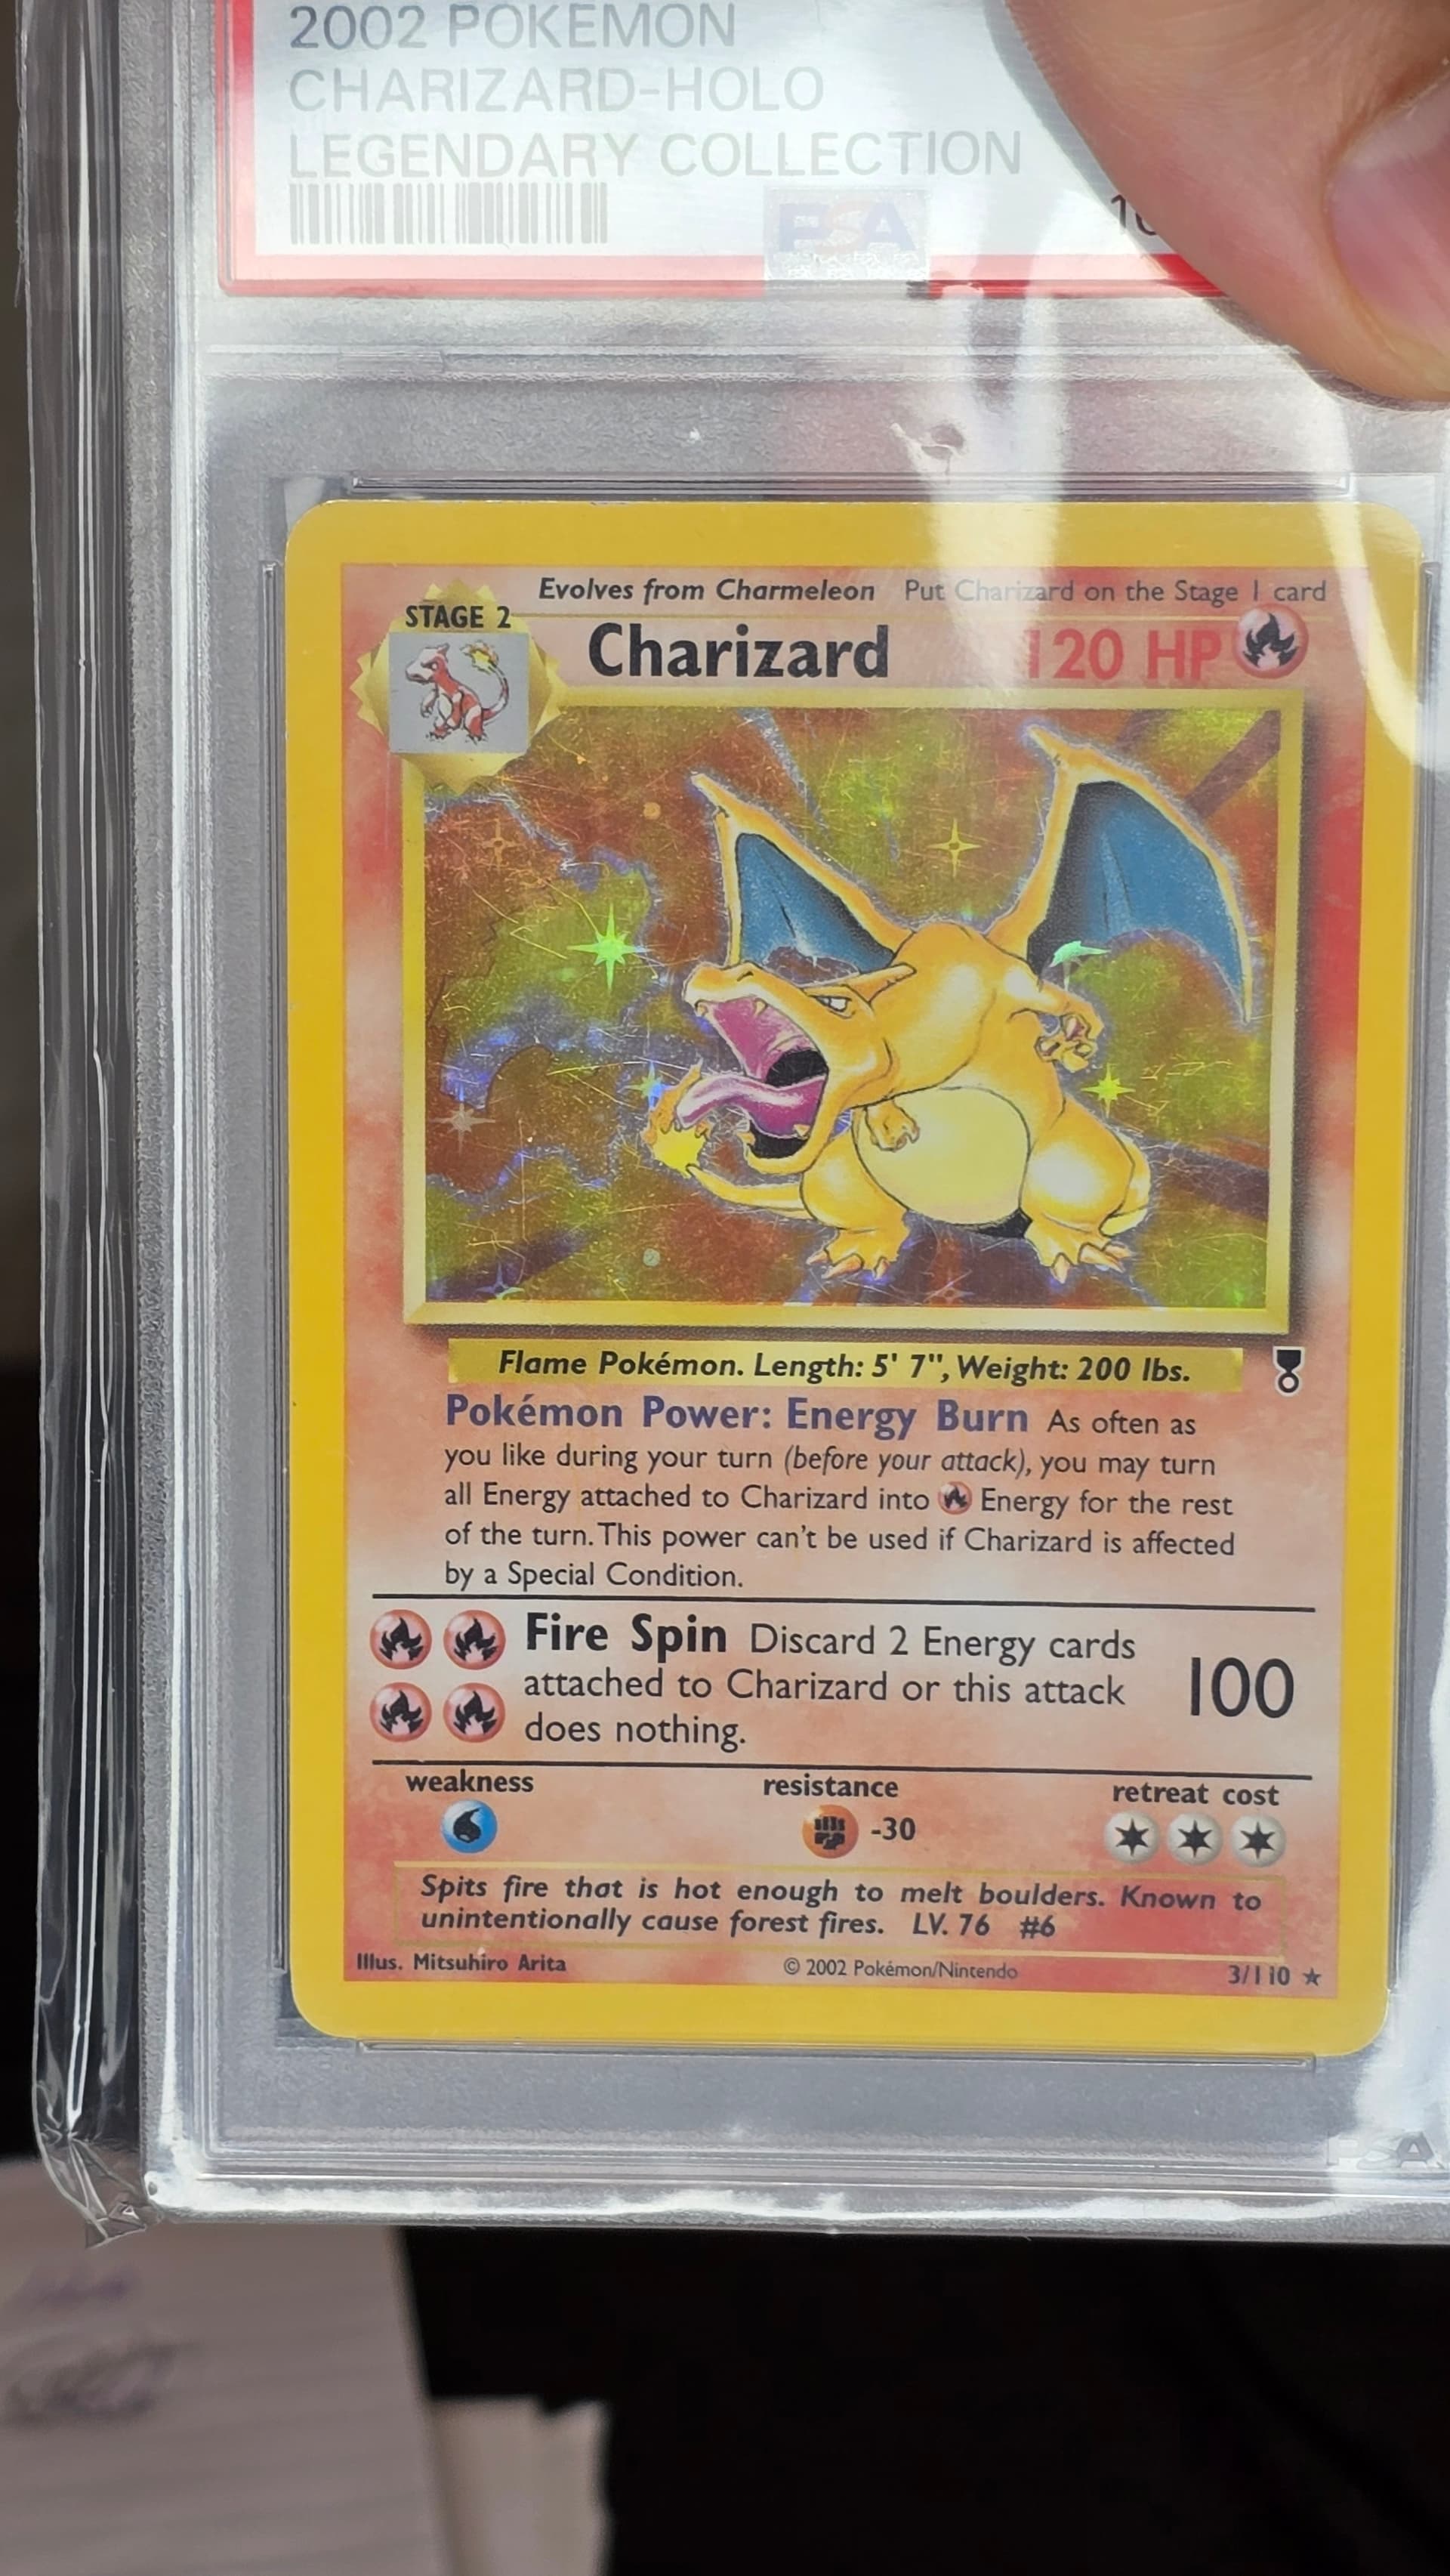 2002 POKEMON
CHARIZARD-HOLO
LEGENDARY COLLECTION
PSA
Evolves from Charmeleon Put Charizard on the Stage 1 card
STAGE 2
Charizard 120 HP
Flame Pokémon. Length: 5' 7", Weight: 200 lbs.
Pokémon Power: Energy Burn As often as
you like during your turn (before your attack), you may turn
all Energy attached to Charizard into Energy for the rest
of the turn. This power can't be used if Charizard is affected
by a Special Condition.
Fire Spin Discard 2 Energy cards
attached to Charizard or this attack
does nothing.
100
weakness resistance retreat cost
-30
Spits fire that is hot enough to melt boulders. Known to
unintentionally cause forest fires. LV. 76 #6
Illus. Mitsuhiro Arita © 2002 Pokémon/Nintendo 3/110 ★
PSA